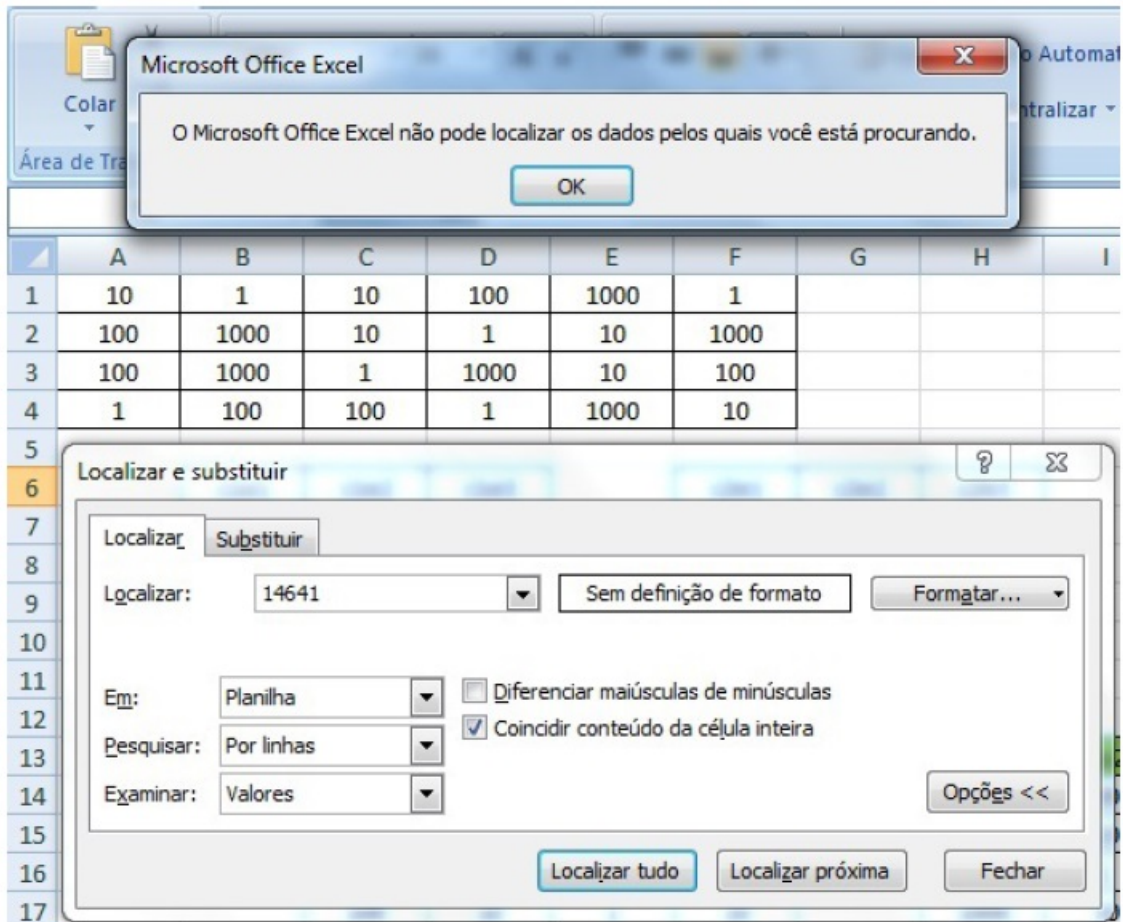 Microsoft Office Excel
X
Colar
Automat
ntralizar
Área de Tra
O Microsoft Office Excel não pode localizar os dados pelos quais você está procurando.
OK
A B C D E F G H I
1 10 1 10 100 1000 1
2 100 1000 10 1 10 1000
3 100 1000 1 1000 10 100
4 1 100 100 1 1000 10
5
6
7
8
9
10
11
12
13
14
15
16
17
Localizar e substituir
?
Localizar Substituir
Localizar: 14641 Sem definição de formato Formatar...
Em: Planilha Diferenciar maiúsculas de minúsculas
Pesquisar: Por linhas Coincidir conteúdo da célula inteira
Examinar: Valores Opções <<
Localizar tudo Localizar próxima Fechar